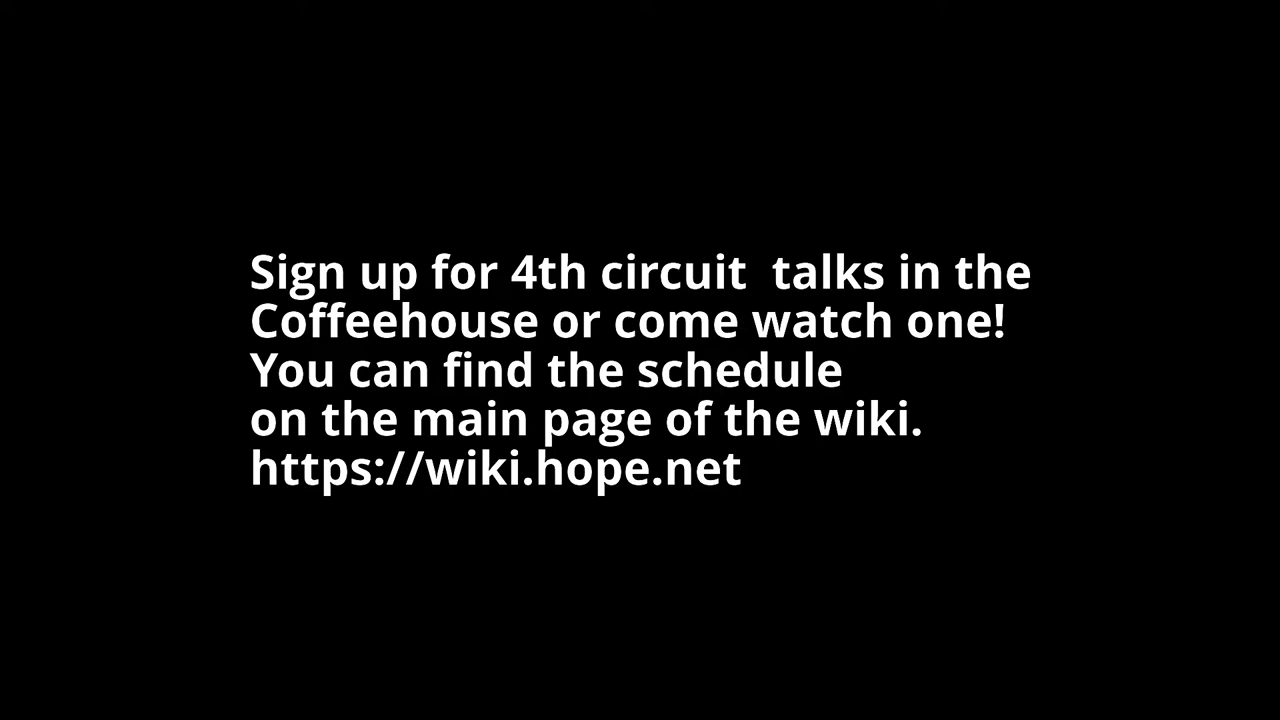 Sign up for 4th circuit  talks in the
Coffeehouse or come watch one!
You can find the schedule
on the main page of the wiki.
https://wiki.hope.net